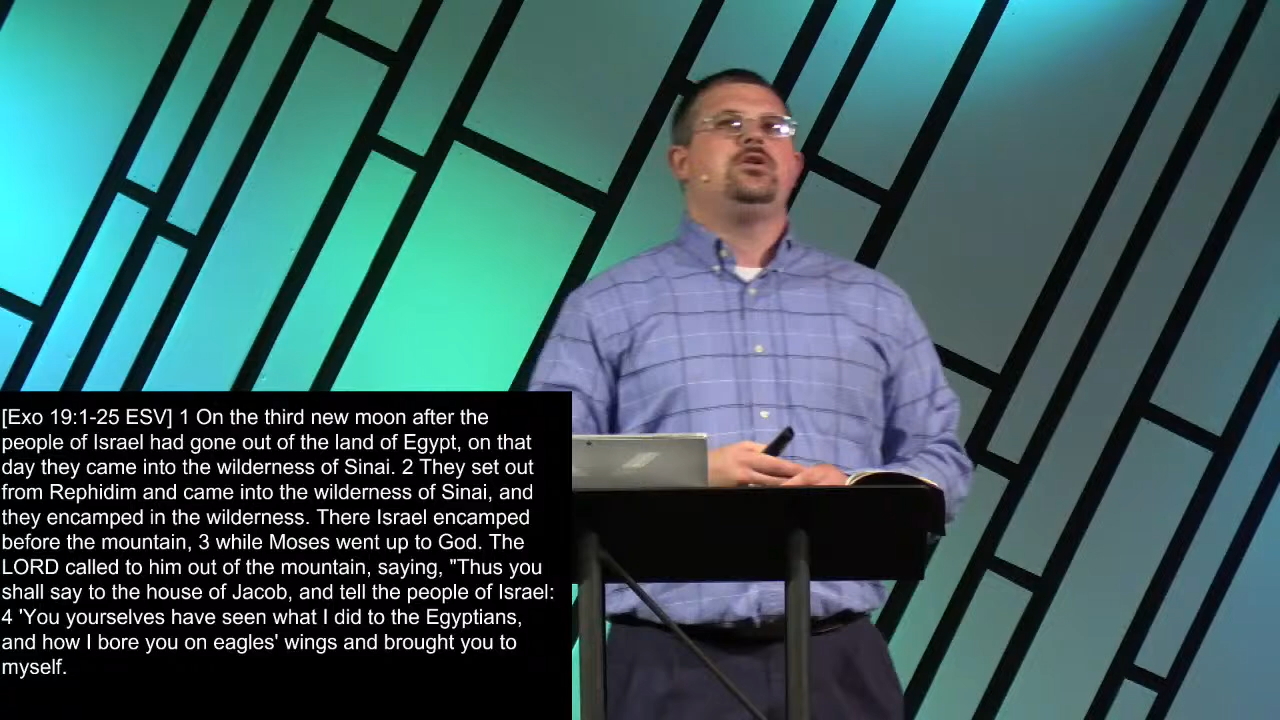 [Exo 19:1-25 ESV] 1 On the third new moon after the
people of Israel had gone out of the land of Egypt, on that
day they came into the wilderness of Sinai. 2 They set out
from Rephidim and came into the wilderness of Sinai, and
they encamped in the wilderness. There Israel encamped
before the mountain, 3 while Moses went up to God. The
LORD called to him out of the mountain, saying, "Thus you
shall say to the house of Jacob, and tell the people of Israel:
4 'You yourselves have seen what I did to the Egyptians,
and how I bore you on eagles' wings and brought you to
myself.